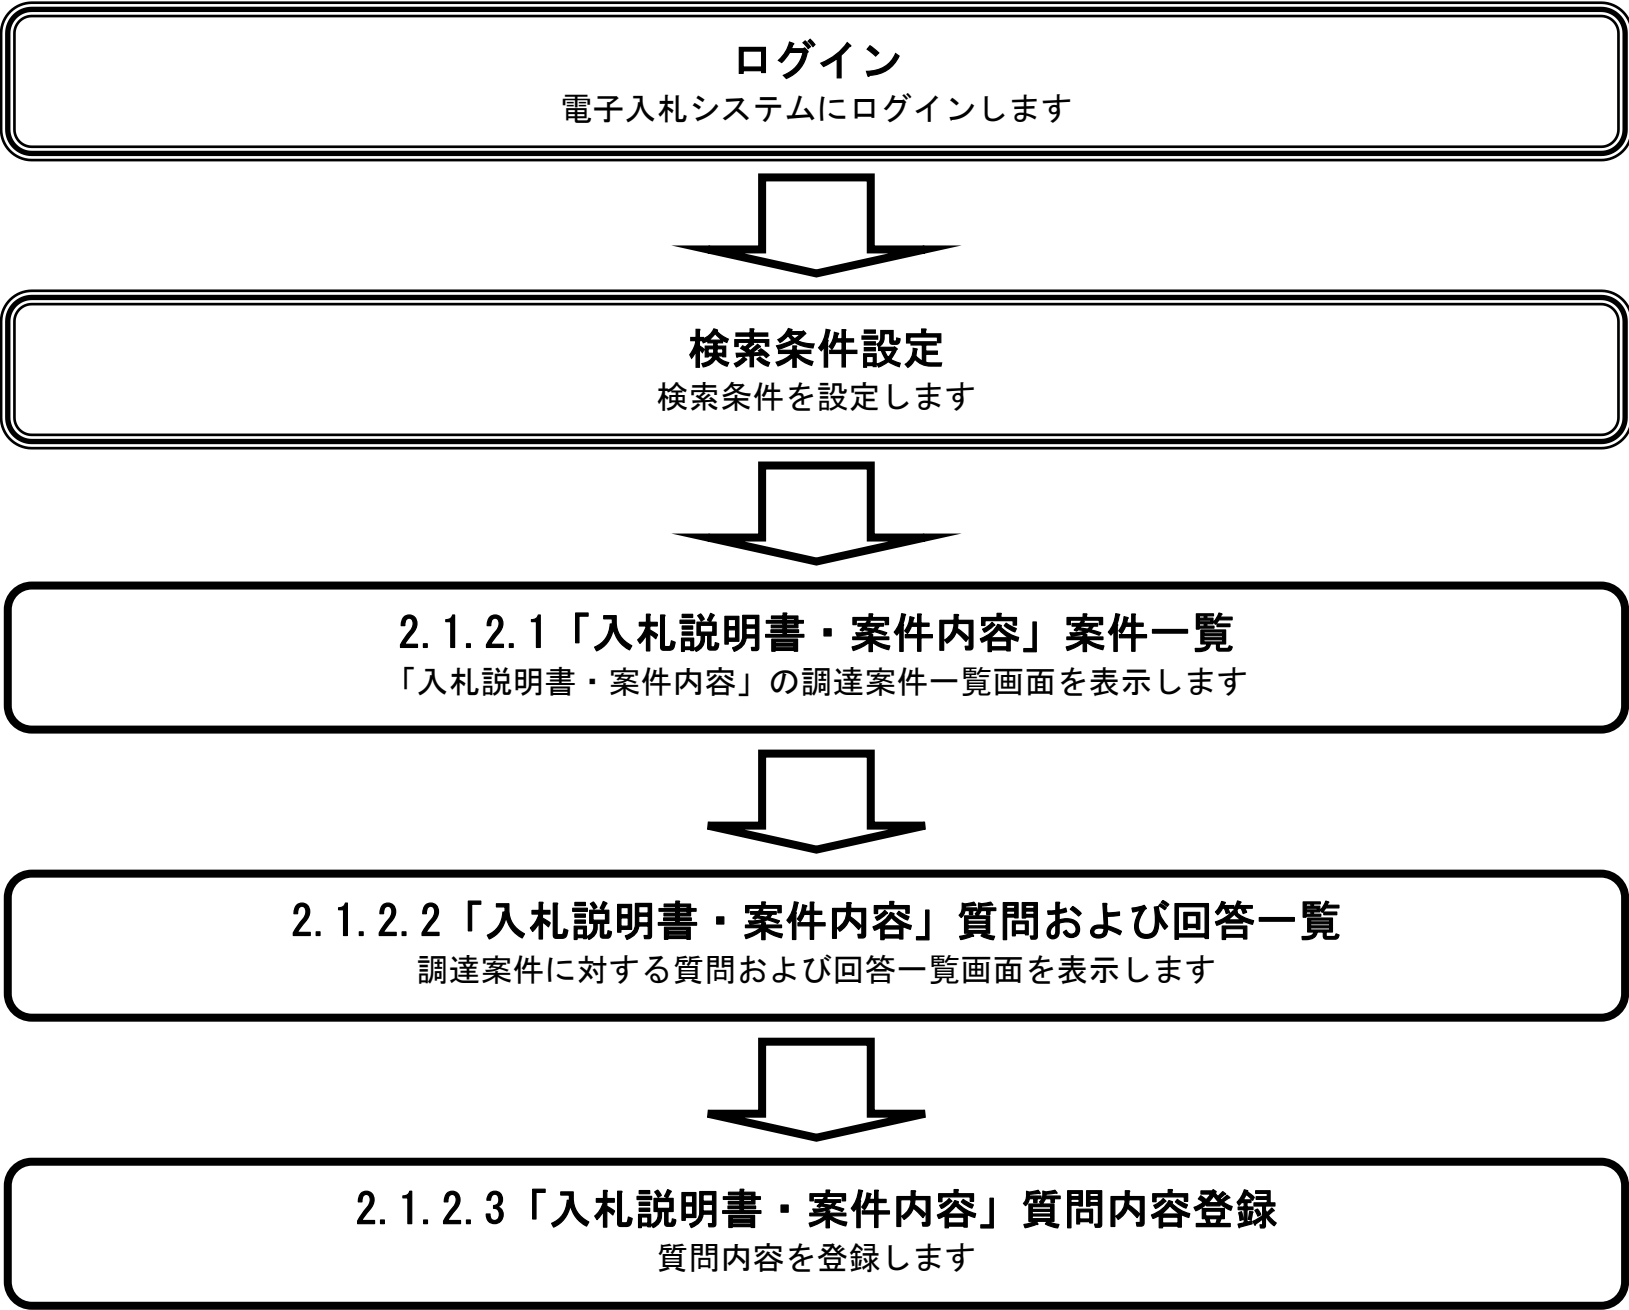 ログイン
電子入札システムにログインします
検索条件設定
検索条件を設定します
2.1.2.1「入札説明書・案件内容」案件一覧
「入札説明書・案件内容」の調達案件一覧画面を表示します
2.1.2.2「入札説明書・案件内容」質問および回答一覧
調達案件に対する質問および回答一覧画面を表示します
2.1.2.3「入札説明書・案件内容」質問内容登録
質問内容を登録します